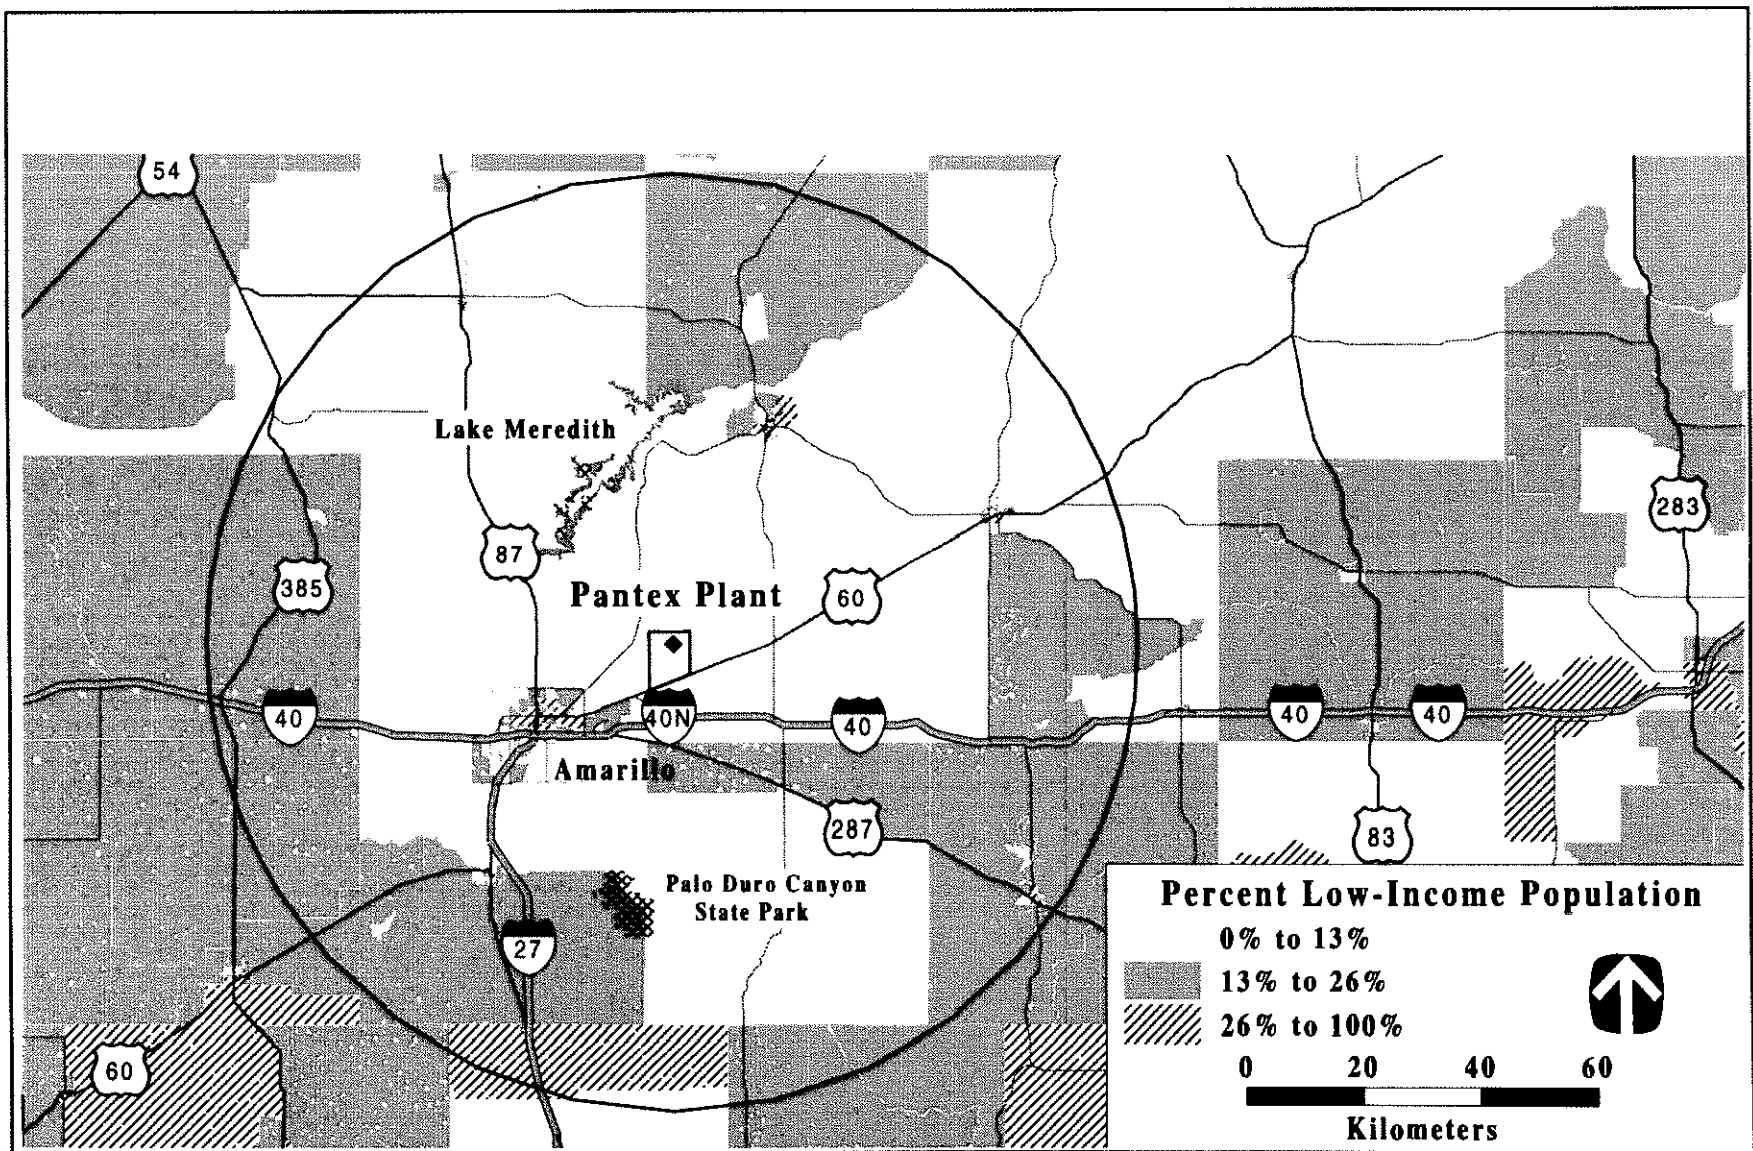 54
Lake Meredith
283
87
385
Pantex Plant
60
40
40N
40
40
40
Amarillo
287
83
Palo Duro Canyon
State Park
27
60
Percent Low-Income Population
0% to 13%
13% to 26%
26% to 100%
0 20 40 60
Kilometers